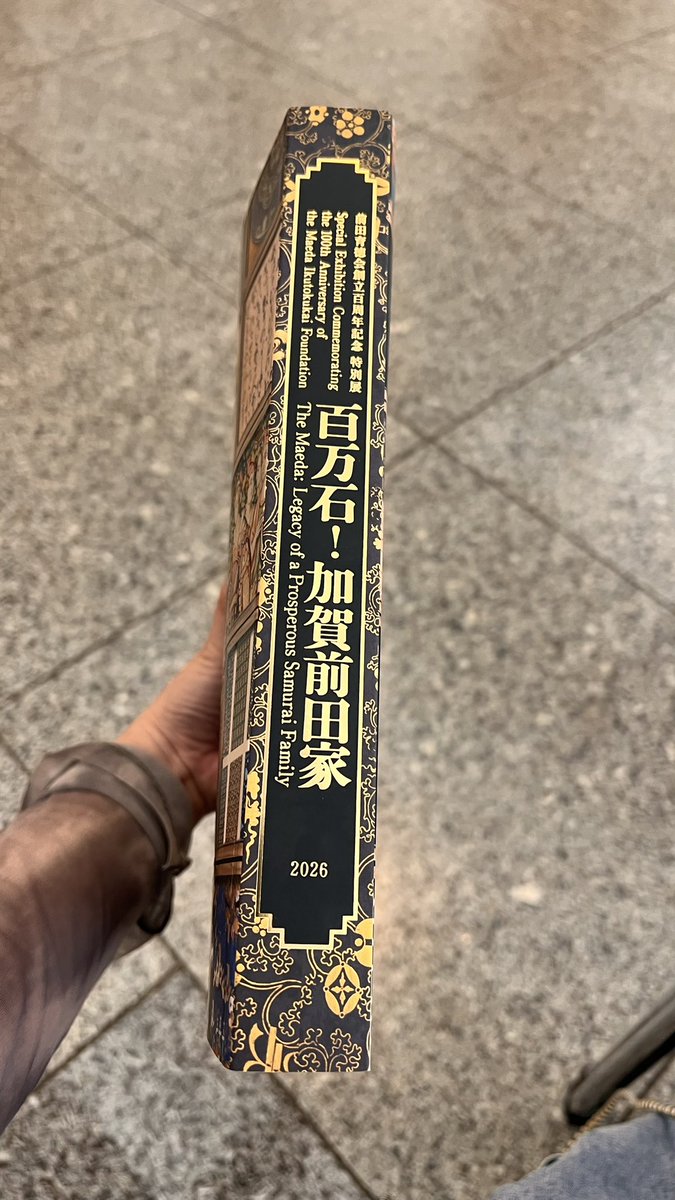 前田育德会創立百周年記念 特別展
Special Exhibition Commemorating
the 100th Anniversary of
the Maeda Ikutokukai Foundation
百万石！加賀前田家
The Maeda: Legacy of a Prosperous Samurai Family
2026